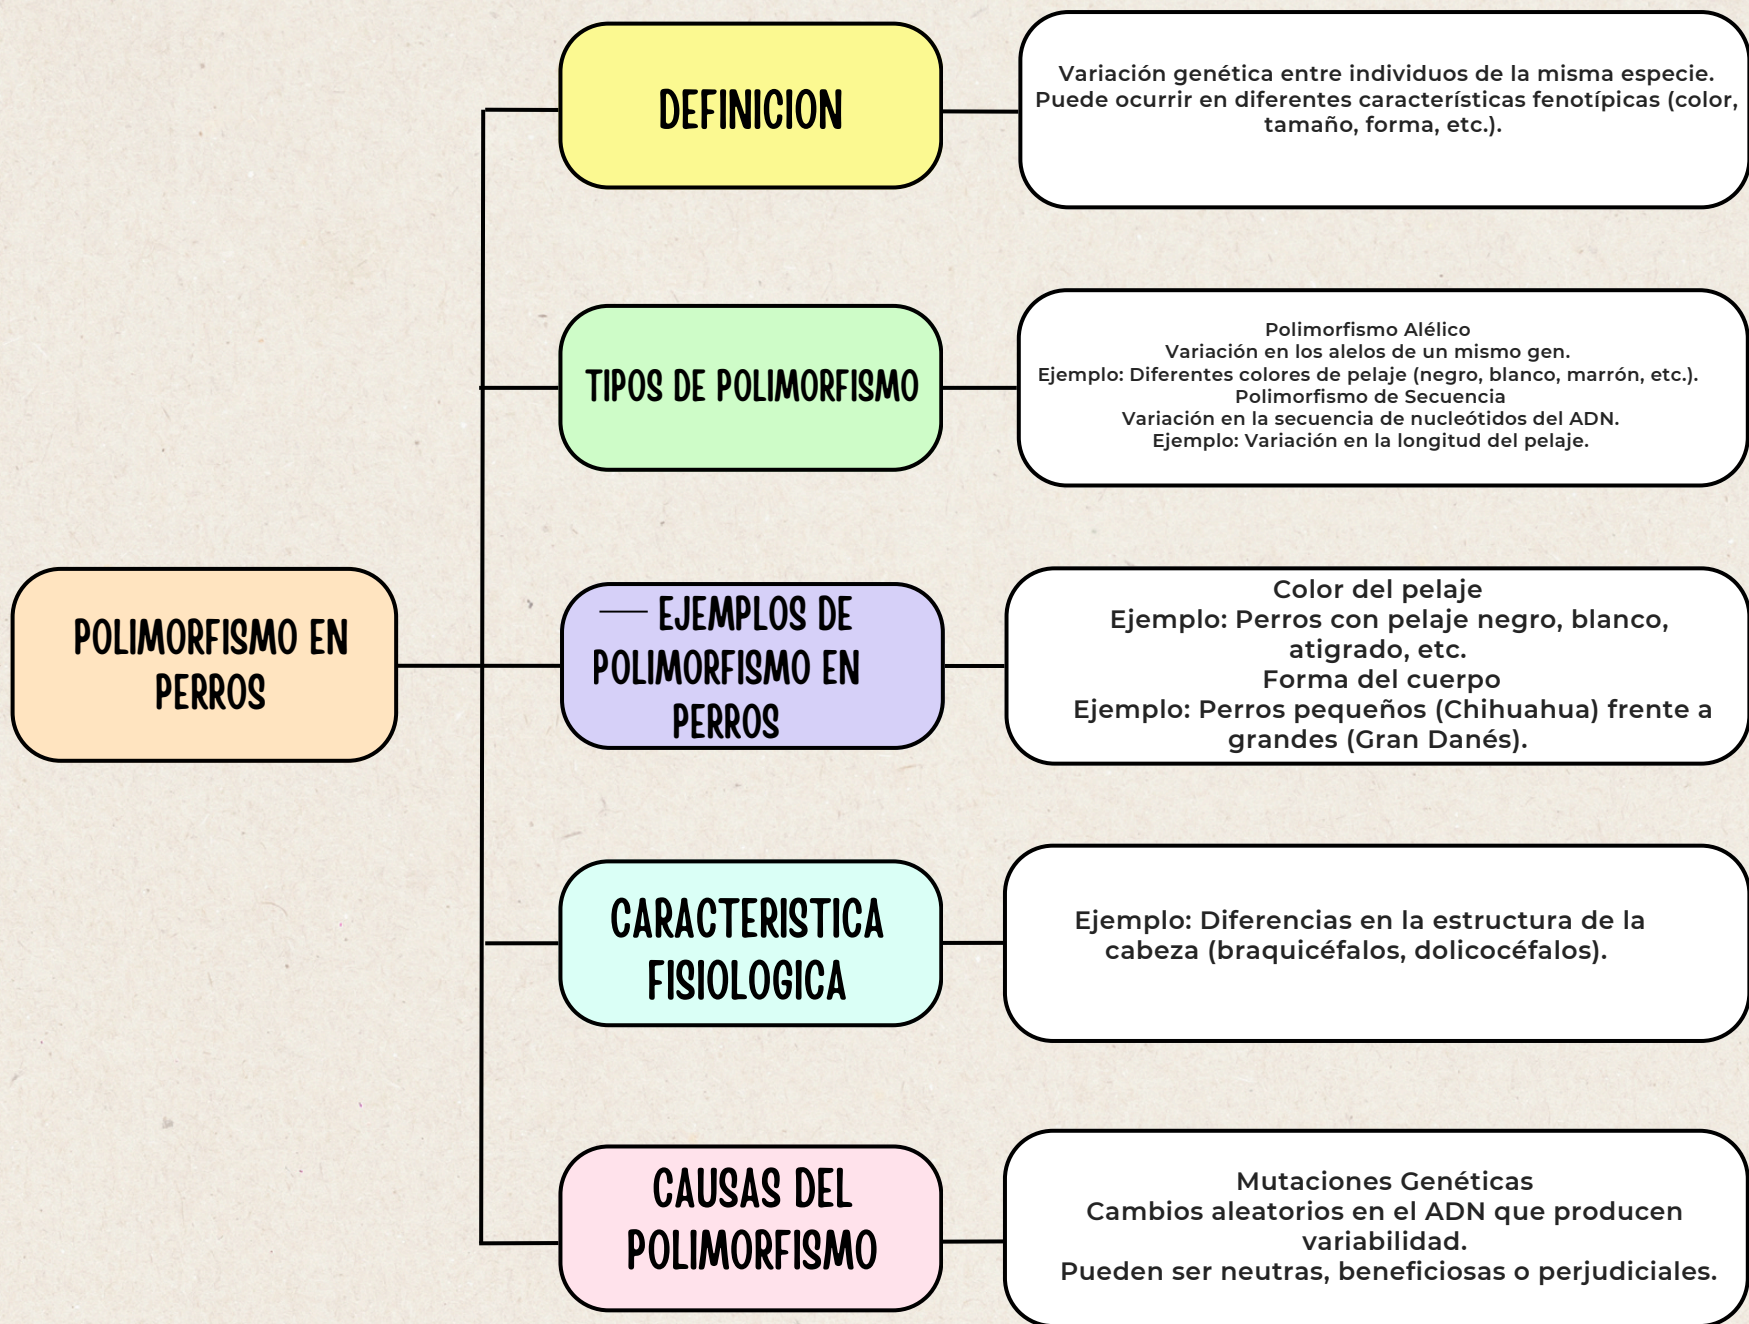 POLIMORFISMO EN
PERROS
DEFINICION
Variación genética entre individuos de la misma especie.
Puede ocurrir en diferentes características fenotípicas (color,
tamaño, forma, etc.).
TIPOS DE POLIMORFISMO
Polimorfismo Alélico
Variación en los alelos de un mismo gen.
Ejemplo: Diferentes colores de pelaje (negro, blanco, marrón, etc.).
Polimorfismo de Secuencia
Variación en la secuencia de nucleótidos del ADN.
Ejemplo: Variación en la longitud del pelaje.
EJEMPLOS DE
POLIMORFISMO EN
PERROS
Color del pelaje
Ejemplo: Perros con pelaje negro, blanco,
atigrado, etc.
Forma del cuerpo
Ejemplo: Perros pequeños (Chihuahua) frente a
grandes (Gran Danés).
CARACTERISTICA
FISIOLOGICA
Ejemplo: Diferencias en la estructura de la
cabeza (braquicéfalos, dolicocéfalos).
CAUSAS DEL
POLIMORFISMO
Mutaciones Genéticas
Cambios aleatorios en el ADN que producen
variabilidad.
Pueden ser neutras, beneficiosas o perjudiciales.